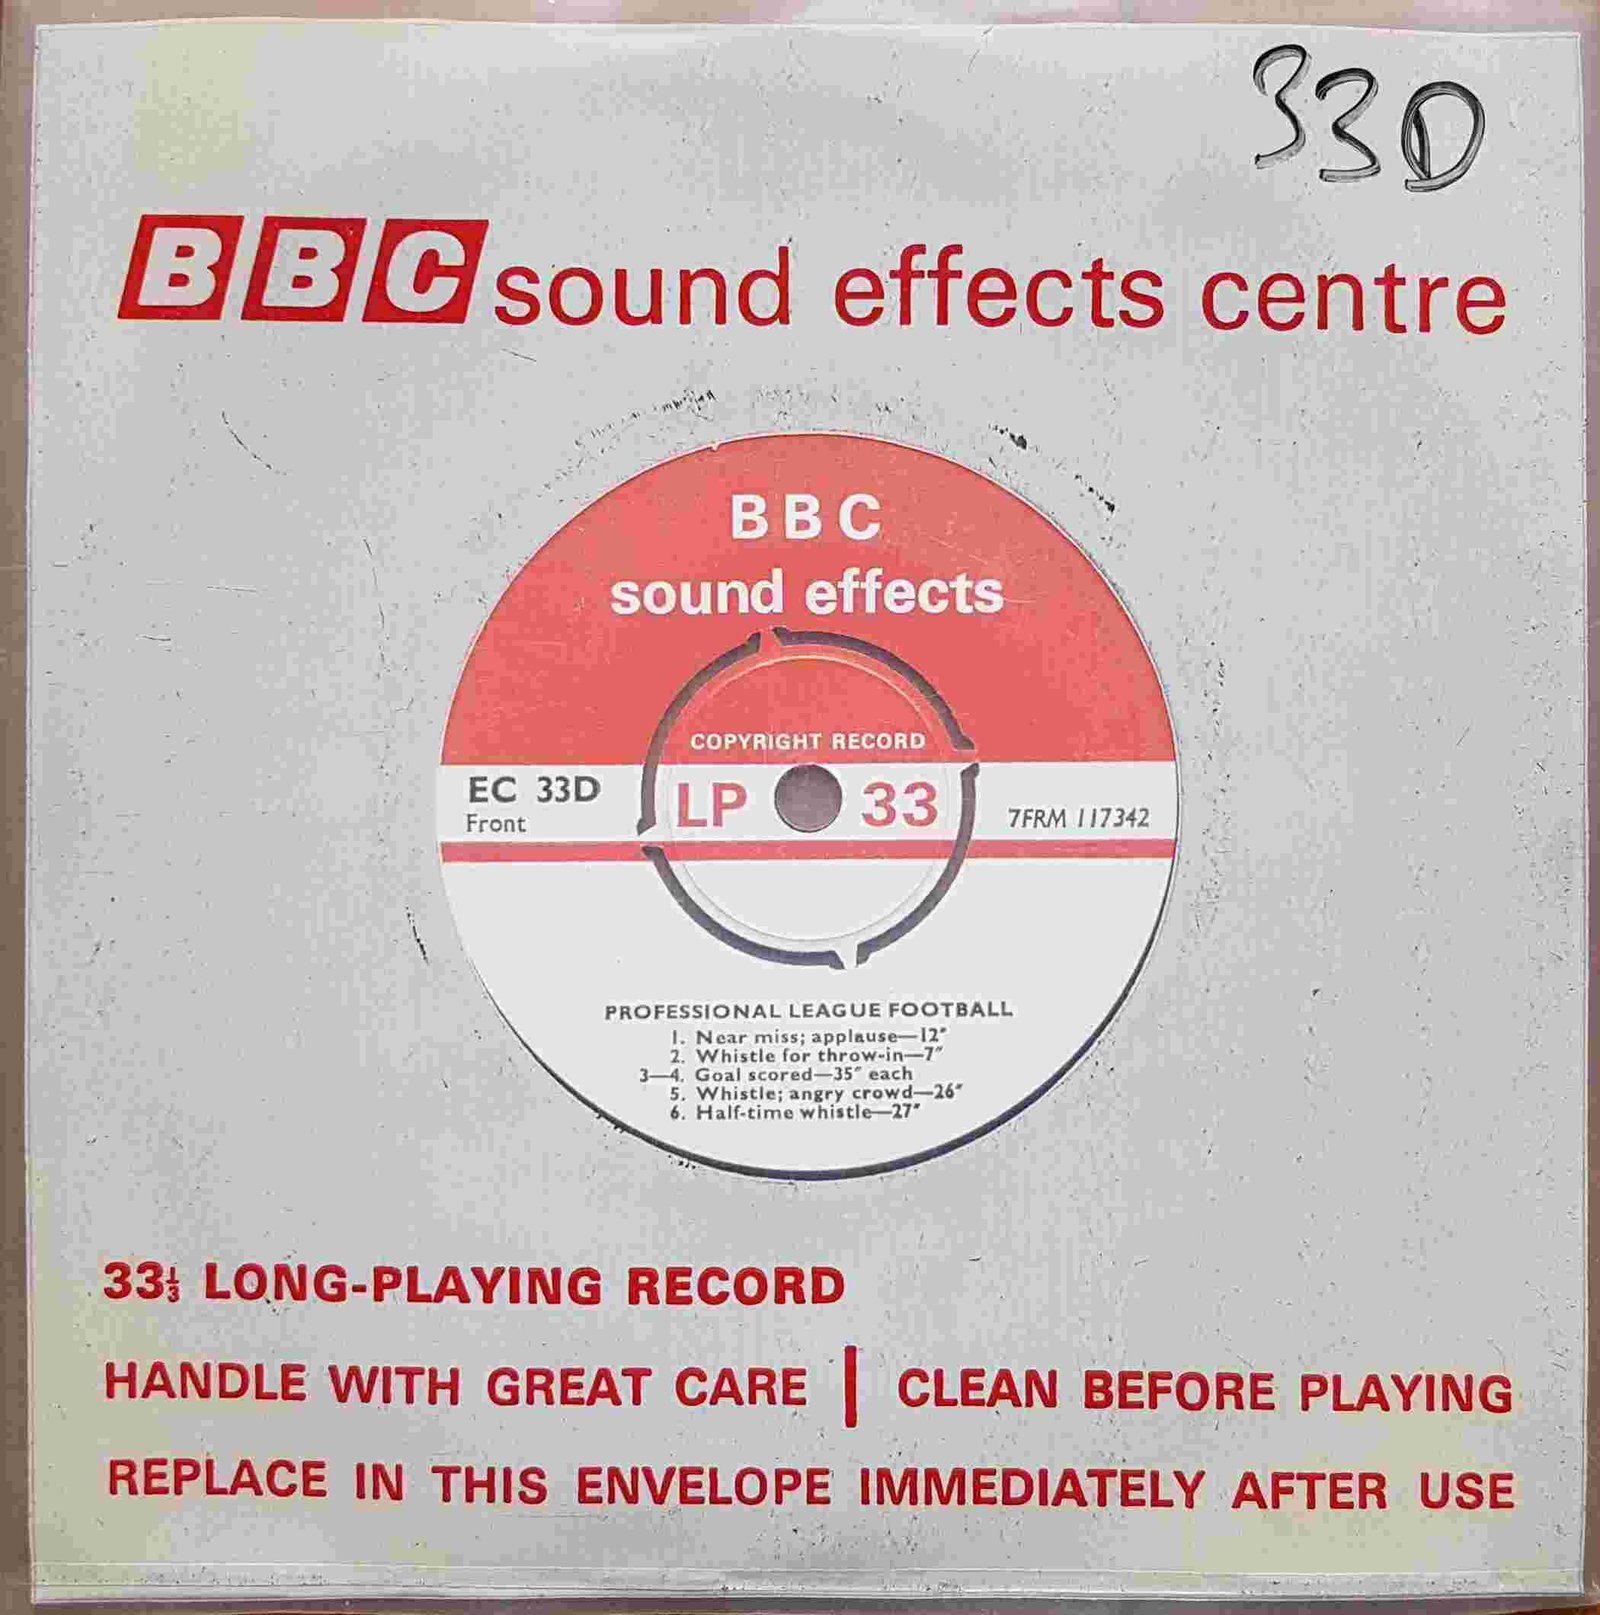 33D
BBC sound effects centre
BBC
sound effects
COPYRIGHT RECORD
EC 33D
Front
LP 33
7FRM 117342
PROFESSIONAL LEAGUE FOOTBALL
1. Near miss; applause—12"
2. Whistle for throw-in—7"
3—4. Goal scored—35" each
5. Whistle; angry crowd—26"
6. Half-time whistle—27"
33⅓ LONG-PLAYING RECORD
HANDLE WITH GREAT CARE | CLEAN BEFORE PLAYING
REPLACE IN THIS ENVELOPE IMMEDIATELY AFTER USE